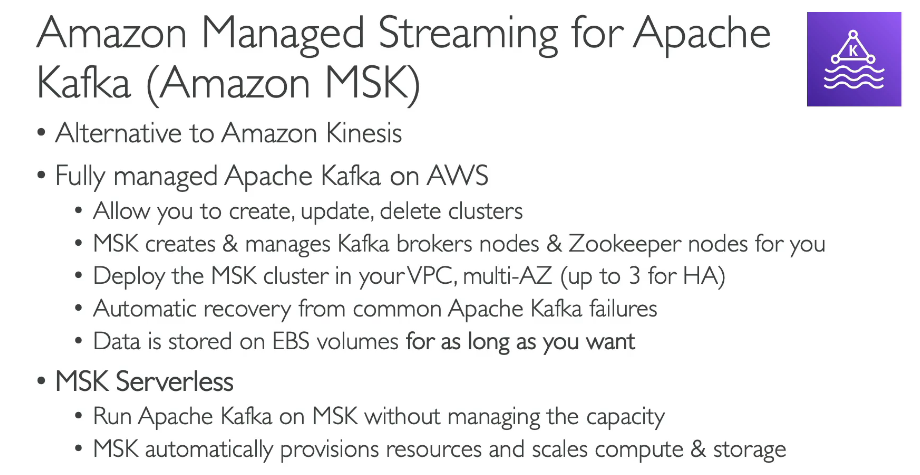 Amazon Managed Streaming for Apache
Kafka (Amazon MSK)
K
• Alternative to Amazon Kinesis
• Fully managed Apache Kafka on AWS
• Allow you to create, update, delete clusters
• MSK creates & manages Kafka brokers nodes & Zookeeper nodes for you
• Deploy the MSK cluster in your VPC, multi-AZ (up to 3 for HA)
• Automatic recovery from common Apache Kafka failures
• Data is stored on EBS volumes for as long as you want
• MSK Serverless
• Run Apache Kafka on MSK without managing the capacity
• MSK automatically provisions resources and scales compute & storage